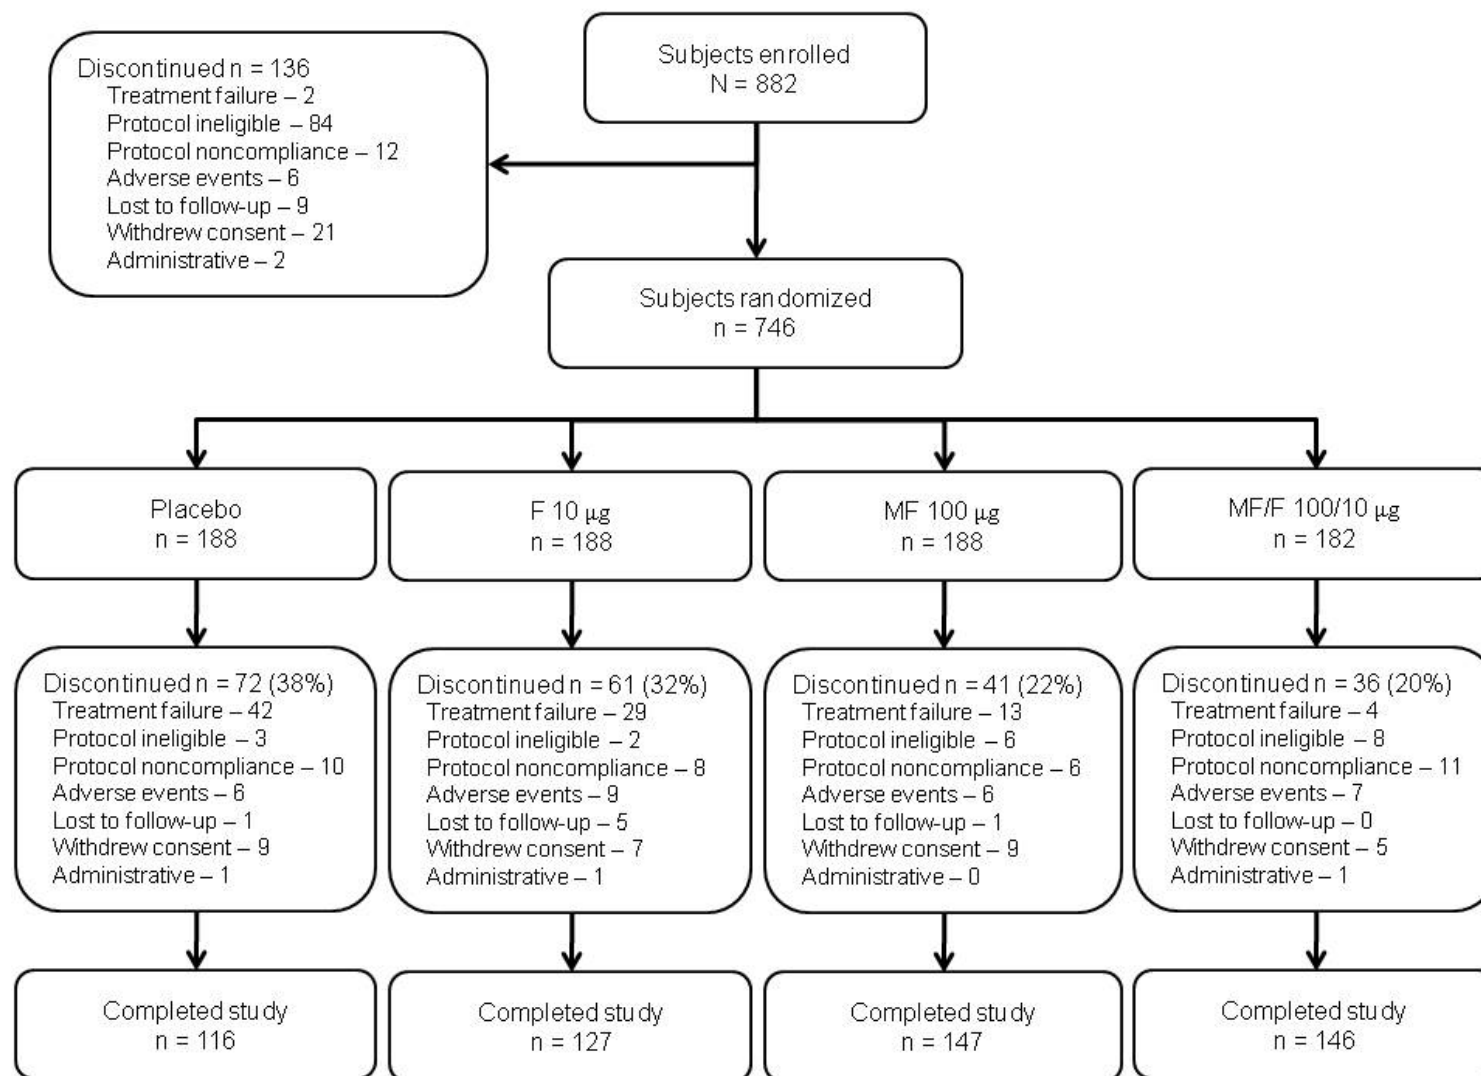 Subjects enrolled
N = 882
Discontinued n = 136
Treatment failure – 2
Protocol ineligible – 84
Protocol noncompliance – 12
Adverse events – 6
Lost to follow-up – 9
Withdrew consent – 21
Administrative – 2
Subjects randomized
n = 746
Placebo
n = 188
F 10 μg
n = 188
MF 100 μg
n = 188
MF/F 100/10 μg
n = 182
Discontinued n = 72 (38%)
Treatment failure – 42
Protocol ineligible – 3
Protocol noncompliance – 10
Adverse events – 6
Lost to follow-up – 1
Withdrew consent – 9
Administrative – 1
Discontinued n = 61 (32%)
Treatment failure – 29
Protocol ineligible – 2
Protocol noncompliance – 8
Adverse events – 9
Lost to follow-up – 5
Withdrew consent – 7
Administrative – 1
Discontinued n = 41 (22%)
Treatment failure – 13
Protocol ineligible – 6
Protocol noncompliance – 6
Adverse events – 6
Lost to follow-up – 1
Withdrew consent – 9
Administrative – 0
Discontinued n = 36 (20%)
Treatment failure – 4
Protocol ineligible – 8
Protocol noncompliance – 11
Adverse events – 7
Lost to follow-up – 0
Withdrew consent – 5
Administrative – 1
Completed study
n = 116
Completed study
n = 127
Completed study
n = 147
Completed study
n = 146